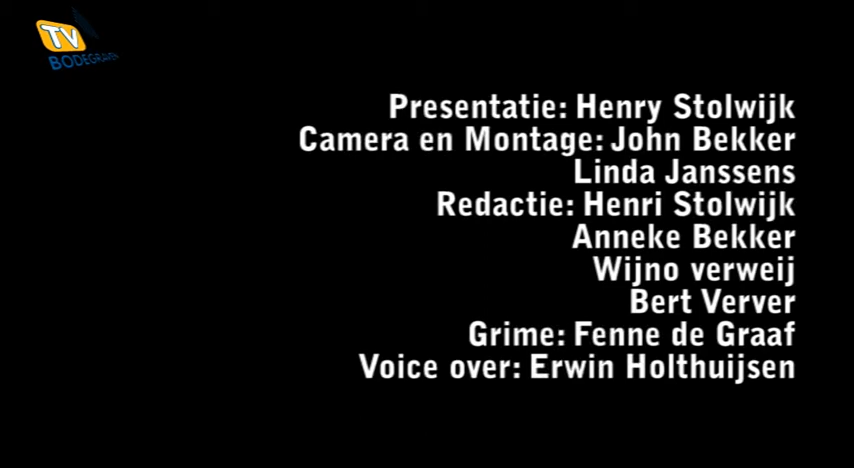 TV
BODEGRAVEN
Presentatie: Henry Stolwijk
Camera en Montage: John Bekker
Linda Janssens
Redactie: Henri Stolwijk
Anneke Bekker
Wijno verweij
Bert Verver
Grime: Fenne de Graaf
Voice over: Erwin Holthuijsen